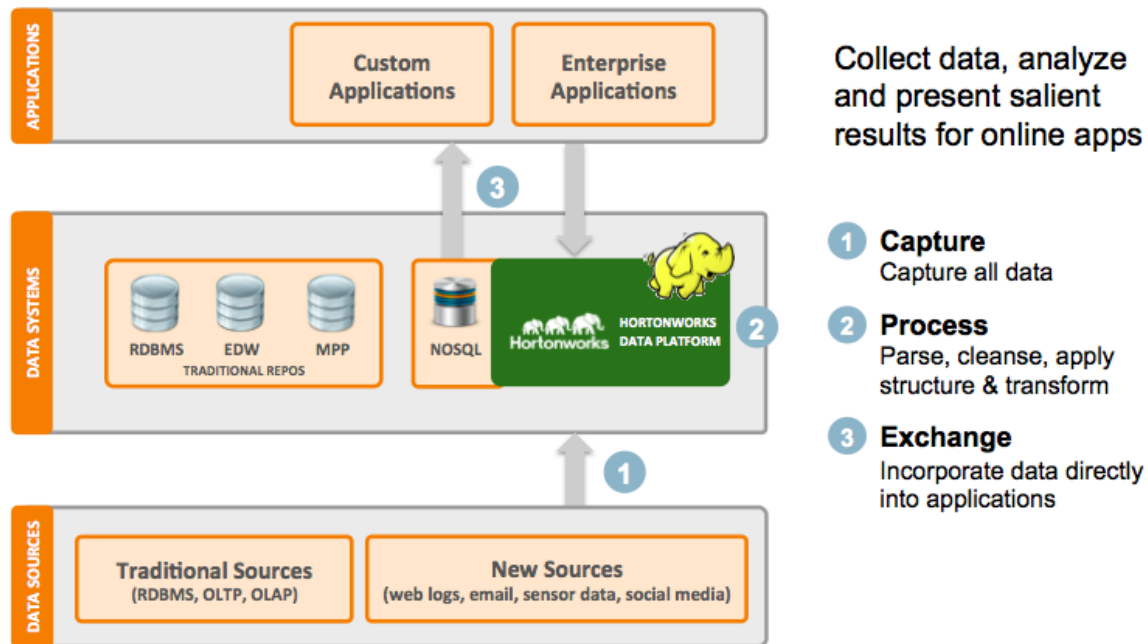 APPLICATIONS
Custom
Applications
Enterprise
Applications
Collect data, analyze
and present salient
results for online apps
3
DATA SYSTEMS
RDBMS
EDW
MPP
TRADITIONAL REPOS
NOSQL
Hortonworks
HORTONWORKS
DATA PLATFORM
2
1 Capture
Capture all data
2 Process
Parse, cleanse, apply
structure & transform
3 Exchange
Incorporate data directly
into applications
1
DATA SOURCES
Traditional Sources
(RDBMS, OLTP, OLAP)
New Sources
(web logs, email, sensor data, social media)